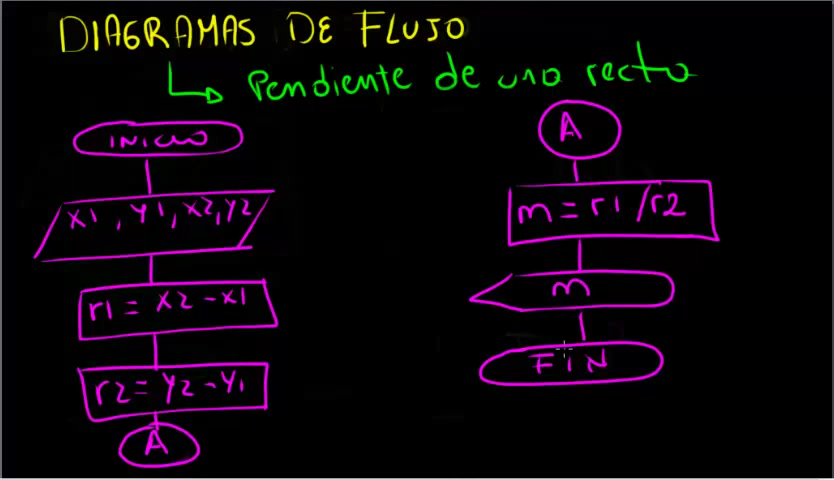 DIAGRAMAS DE FLUJO
Pendiente de una recta
INICIO
X1, Y1, X2, Y2
r1 = X2 - X1
r2 = Y2 - Y1
A
A
m = r1 / r2
m
FIN